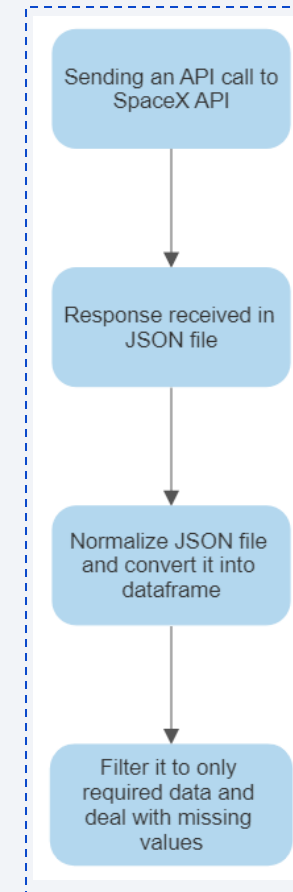 Sending an API call to
SpaceX API
Response received in
JSON file
Normalize JSON file
and convert it into
dataframe
Filter it to only
required data and
deal with missing
values